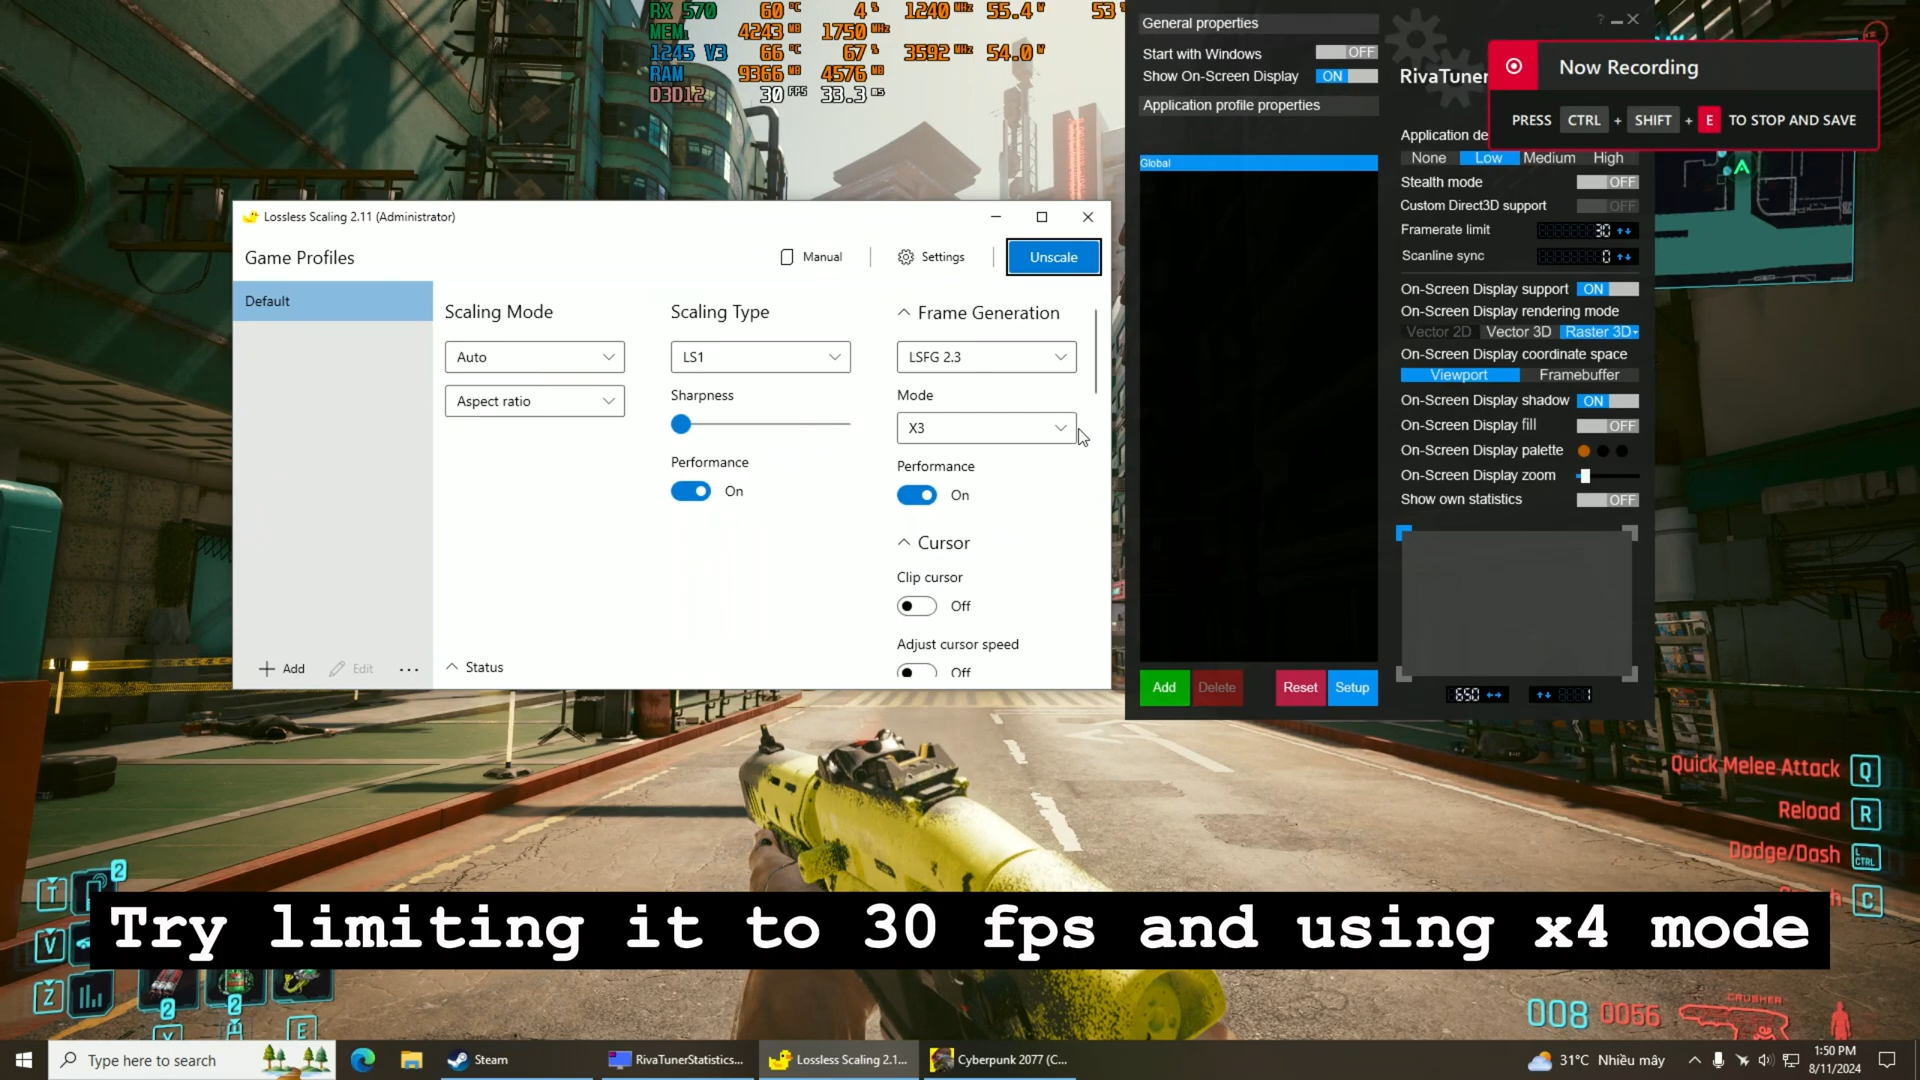 RX 570 60 °C 4 % 1240 MHz 55.4 W 53
MEM1 4243 MB 1750 MHz
1245 V3 66 °C 67 % 3592 MHz 54.0 W
RAM 9366 MB 4576 MB
D3D12 30 FPS 33.3 ms
Lossless Scaling 2.11 (Administrator)
Game Profiles
Manual
Settings
Unscale
Default
Scaling Mode
Auto
Aspect ratio
Scaling Type
LS1
Sharpness
Performance
On
Frame Generation
LSFG 2.3
Mode
X3
Performance
On
Cursor
Clip cursor
Off
Adjust cursor speed
Off
Add
Edit
Status
General properties
Start with Windows OFF
Show On-Screen Display ON
Application profile properties
Global
Add
Delete
Reset
Setup
RivaTuner
Application de
None Low Medium High
Stealth mode OFF
Custom Direct3D support OFF
Framerate limit 30
Scanline sync 0
On-Screen Display support ON
On-Screen Display rendering mode
Vector 2D Vector 3D Raster 3D
On-Screen Display coordinate space
Viewport Framebuffer
On-Screen Display shadow ON
On-Screen Display fill OFF
On-Screen Display palette
On-Screen Display zoom
Show own statistics OFF
650 1
Now Recording
PRESS CTRL + SHIFT + E TO STOP AND SAVE
Quick Melee Attack Q
Reload R
Dodge/Dash L CTRL
C
T 2
V
Z
2 2
E
Try limiting it to 30 fps and using x4 mode
008 0056
CRUSHER
Type here to search
Steam
RivaTunerStatistics...
Lossless Scaling 2.1...
Cyberpunk 2077 (C...
31°C Nhiều mây
1:50 PM
8/11/2024